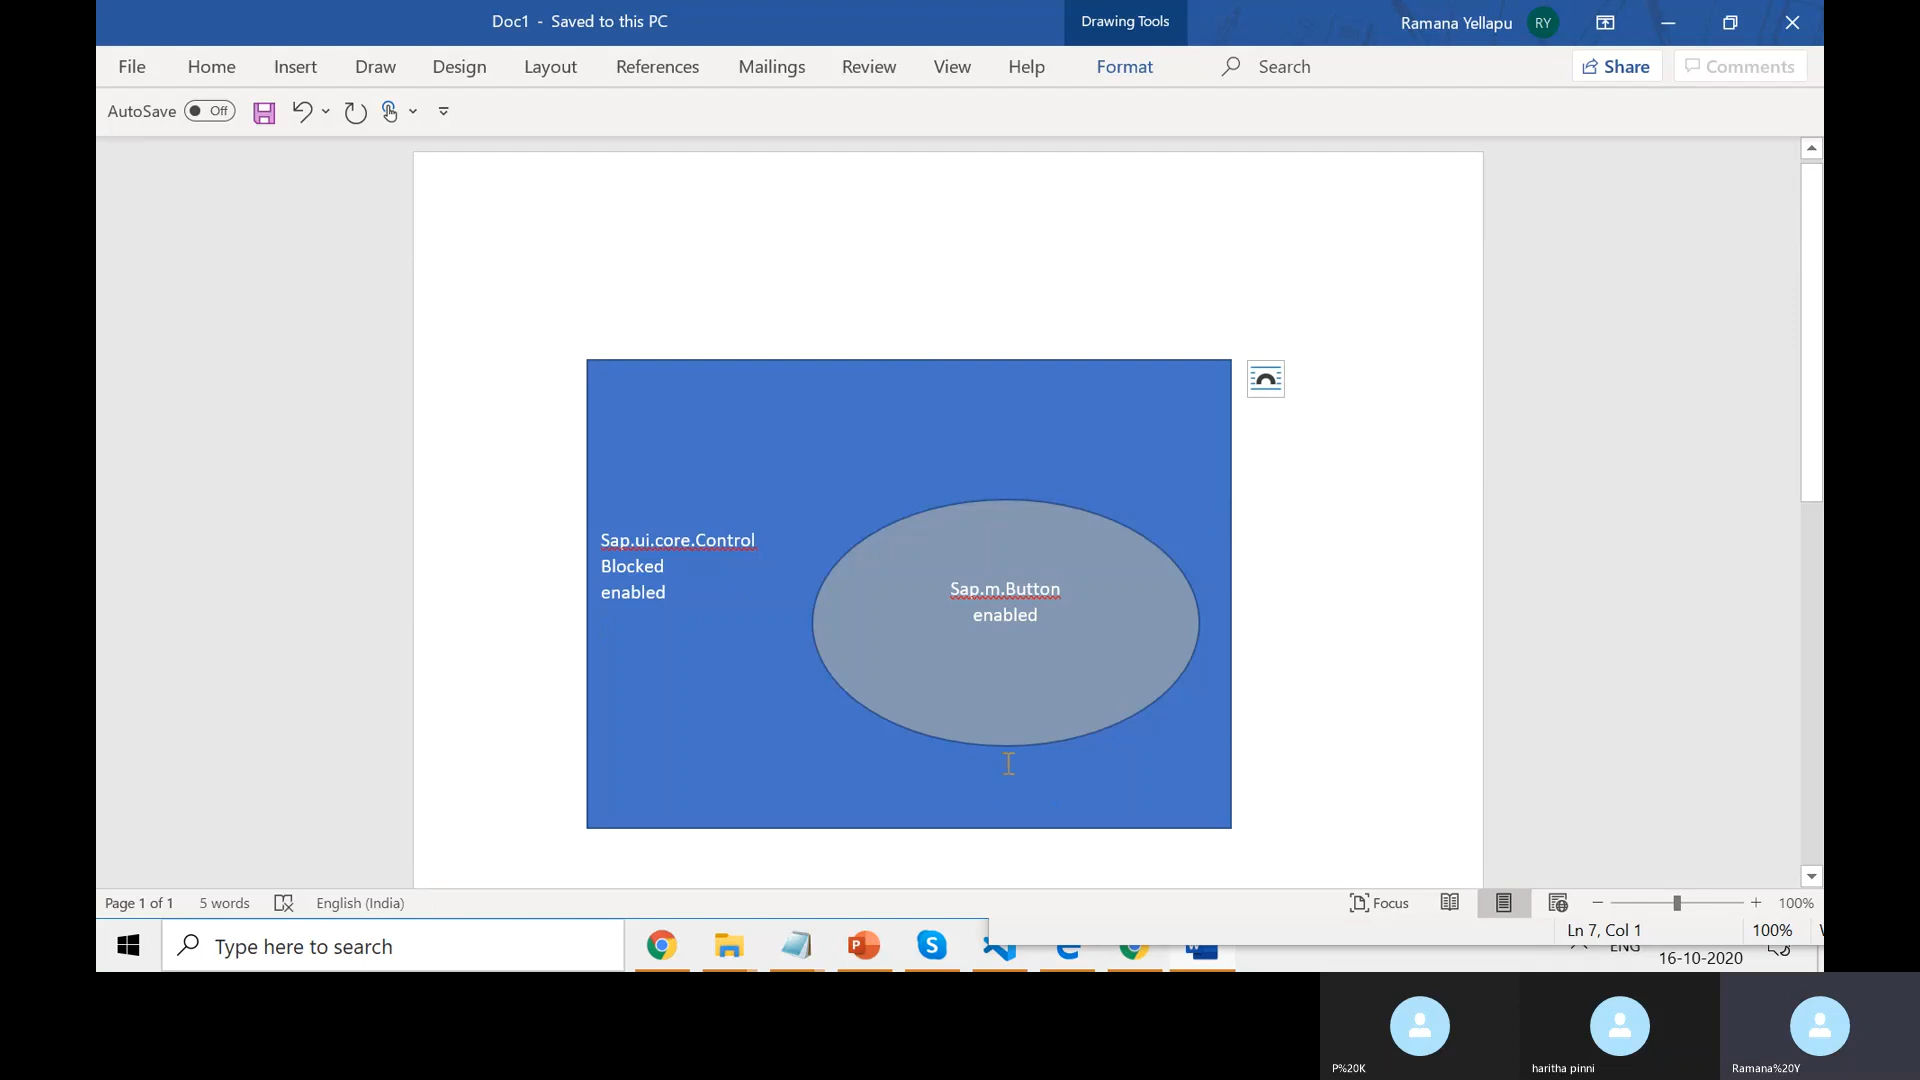 Doc1 - Saved to this PC
Drawing Tools
Ramana Yellapu
RY
File Home Insert Draw Design Layout References Mailings Review View Help Format Search
Share
Comments
AutoSave Off
Sap.ui.core.Control
Blocked
enabled
Sap.m.Button
enabled
Page 1 of 1 5 words English (India)
Focus
100%
Ln 7, Col 1 100%
Type here to search
ENG
16-10-2020
P%20K
haritha pinni
Ramana%20Y